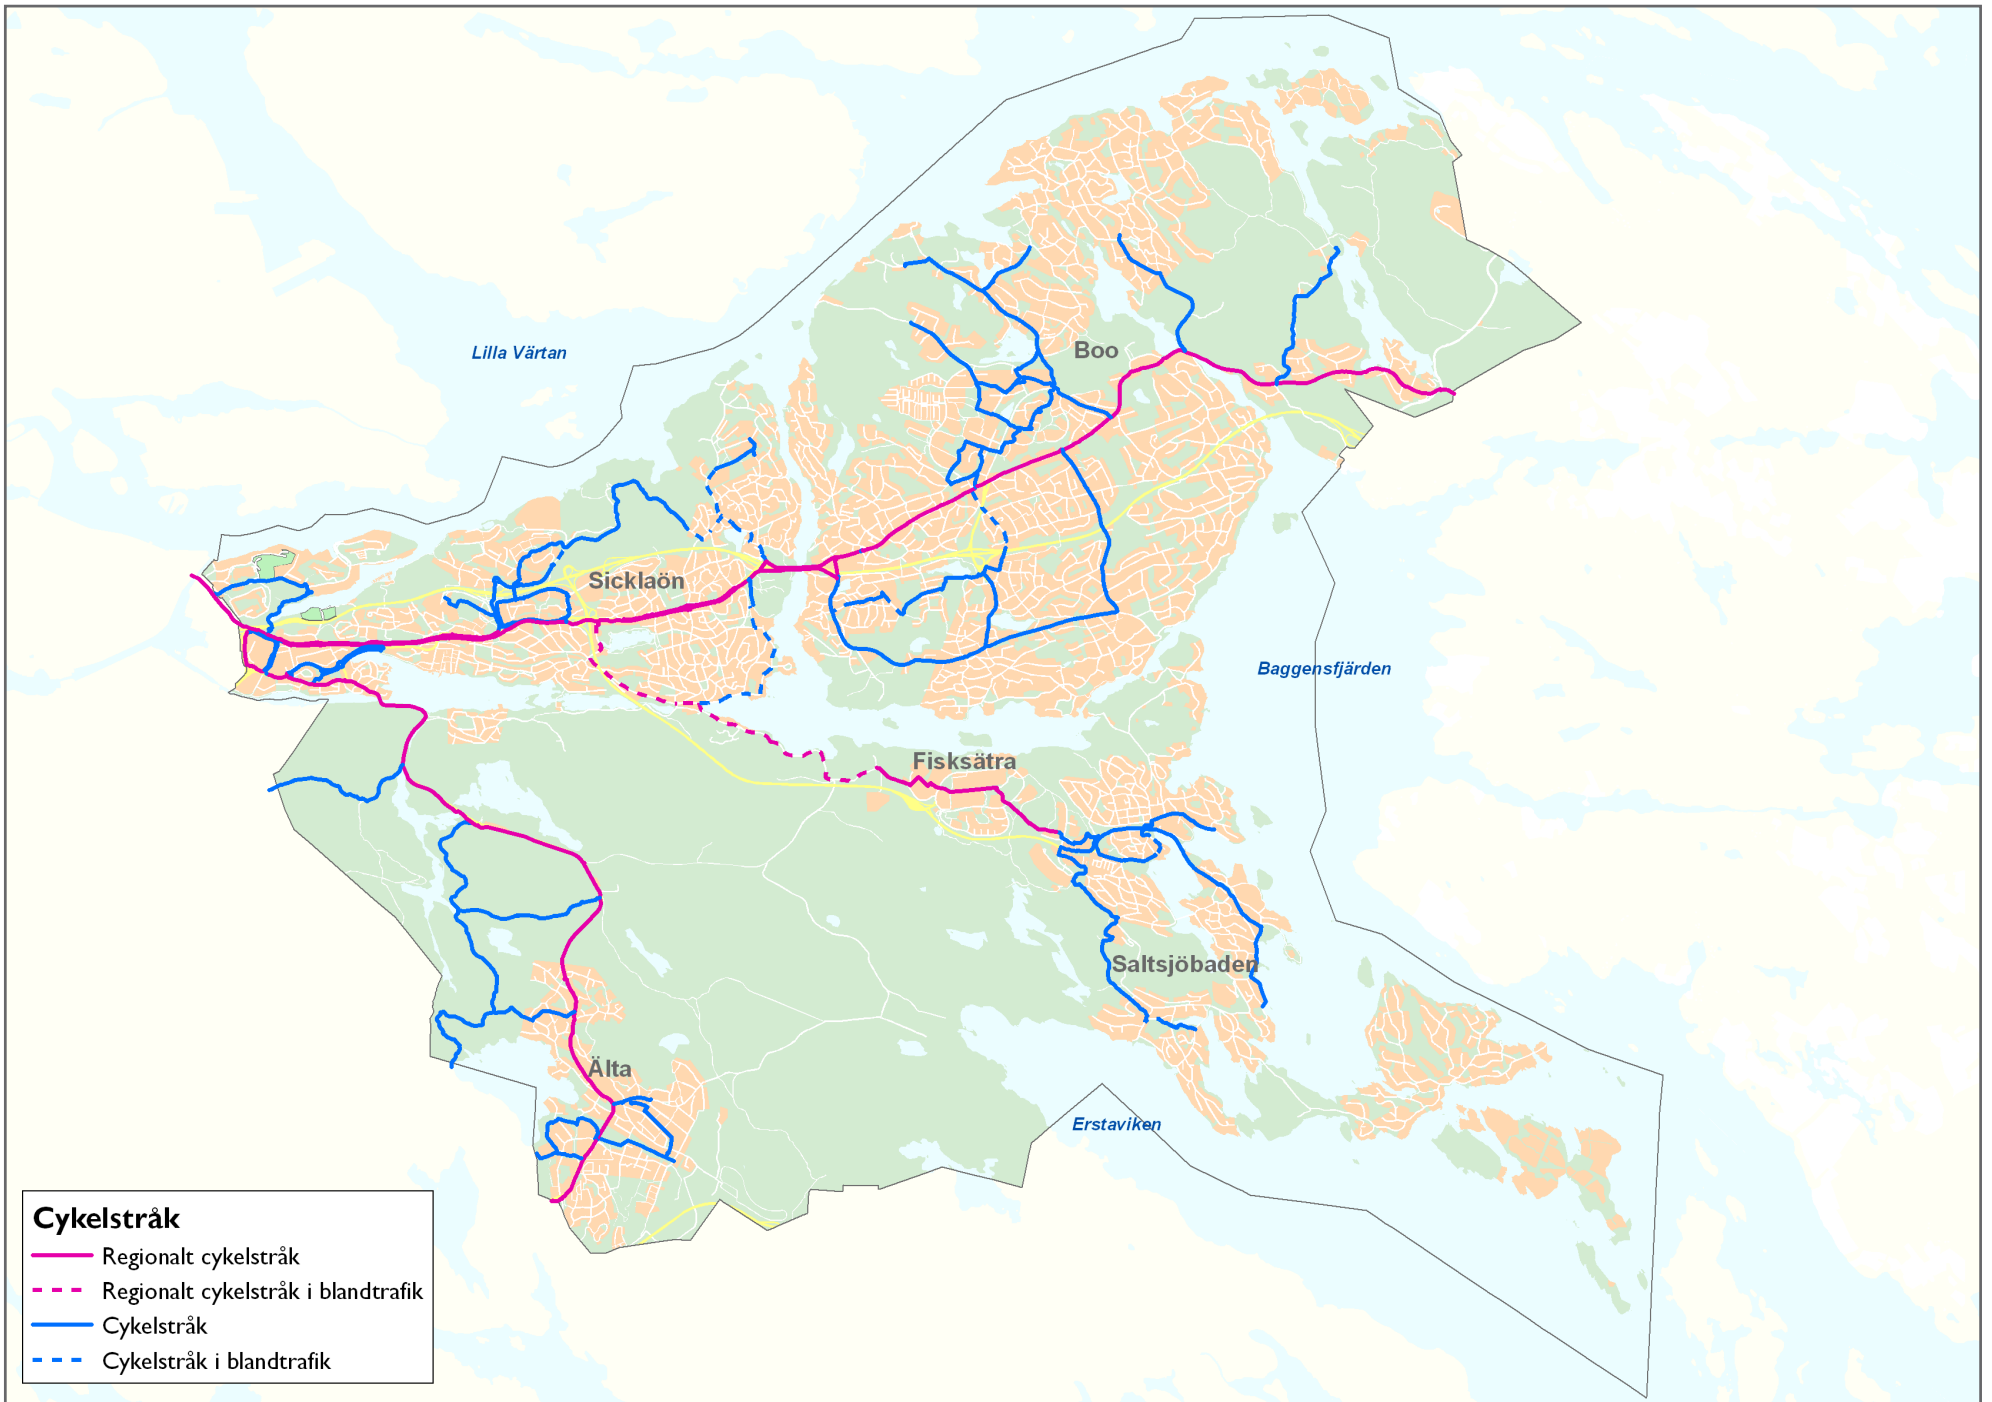 Boo
Lilla Värtan
Sicklaön
Baggensfjärden
Fisksätra
Saltsjöbaden
Älta
Erstaviken
Cykelstråk
Regionalt cykelstråk
Regionalt cykelstråk i blandtrafik
Cykelstråk
Cykelstråk i blandtrafik